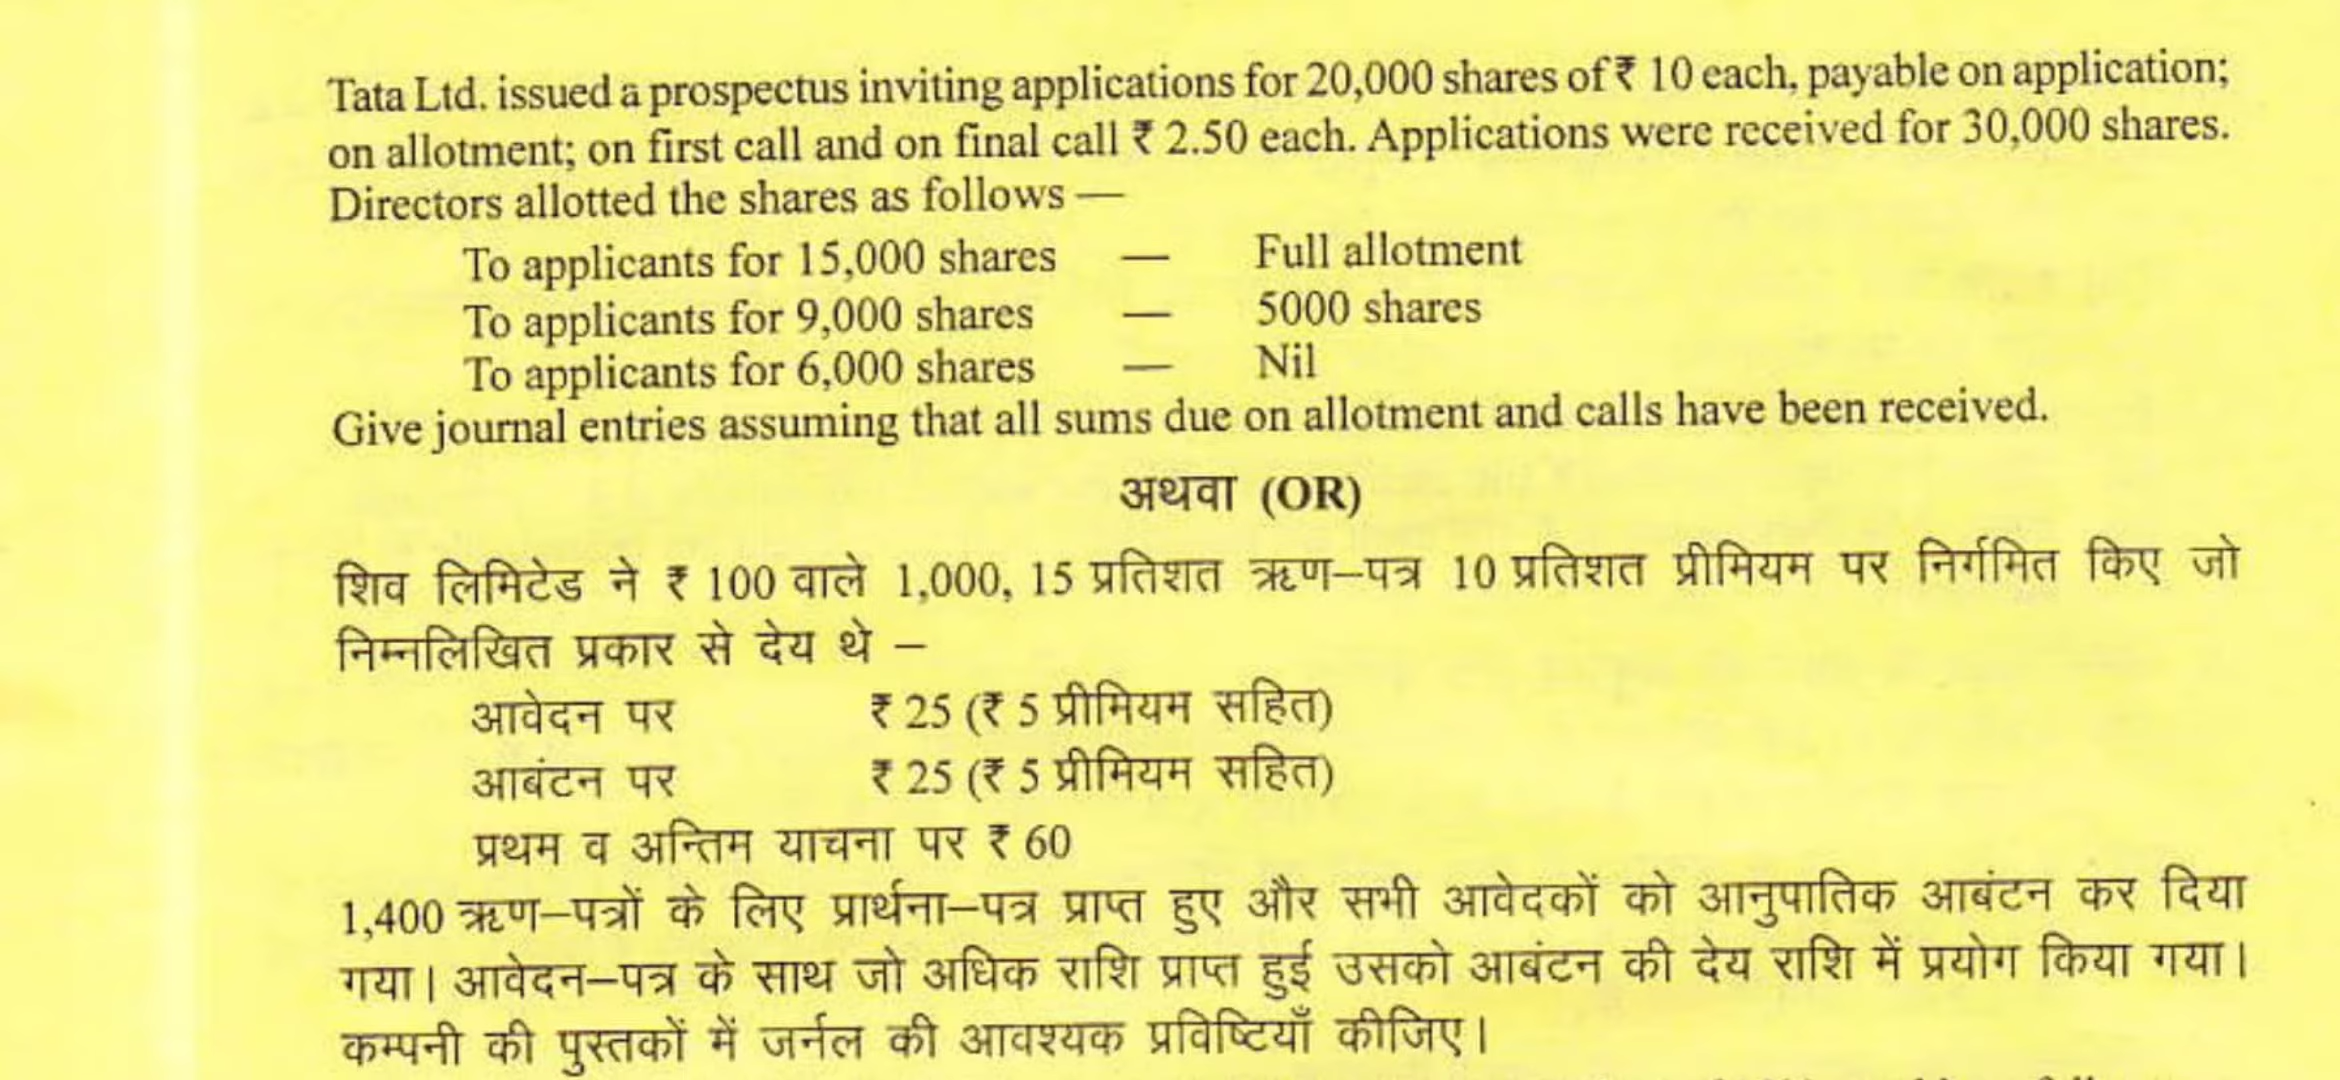 Tata Ltd. issued a prospectus inviting applications for 20,000 shares of ₹ 10 each, payable on application;
on allotment; on first call and on final call ₹ 2.50 each. Applications were received for 30,000 shares.
Directors allotted the shares as follows —
To applicants for 15,000 shares — Full allotment
To applicants for 9,000 shares — 5000 shares
To applicants for 6,000 shares — Nil
Give journal entries assuming that all sums due on allotment and calls have been received.
अथवा (OR)
शिव लिमिटेड ने ₹ 100 वाले 1,000, 15 प्रतिशत ऋण–पत्र 10 प्रतिशत प्रीमियम पर निर्गमित किए जो
निम्नलिखित प्रकार से देय थे –
आवेदन पर ₹ 25 (₹ 5 प्रीमियम सहित)
आबंटन पर ₹ 25 (₹ 5 प्रीमियम सहित)
प्रथम व अन्तिम याचना पर ₹ 60
1,400 ऋण–पत्रों के लिए प्रार्थना–पत्र प्राप्त हुए और सभी आवेदकों को आनुपातिक आबंटन कर दिया
गया। आवेदन–पत्र के साथ जो अधिक राशि प्राप्त हुई उसको आबंटन की देय राशि में प्रयोग किया गया।
कम्पनी की पुस्तकों में जर्नल की आवश्यक प्रविष्टियाँ कीजिए।